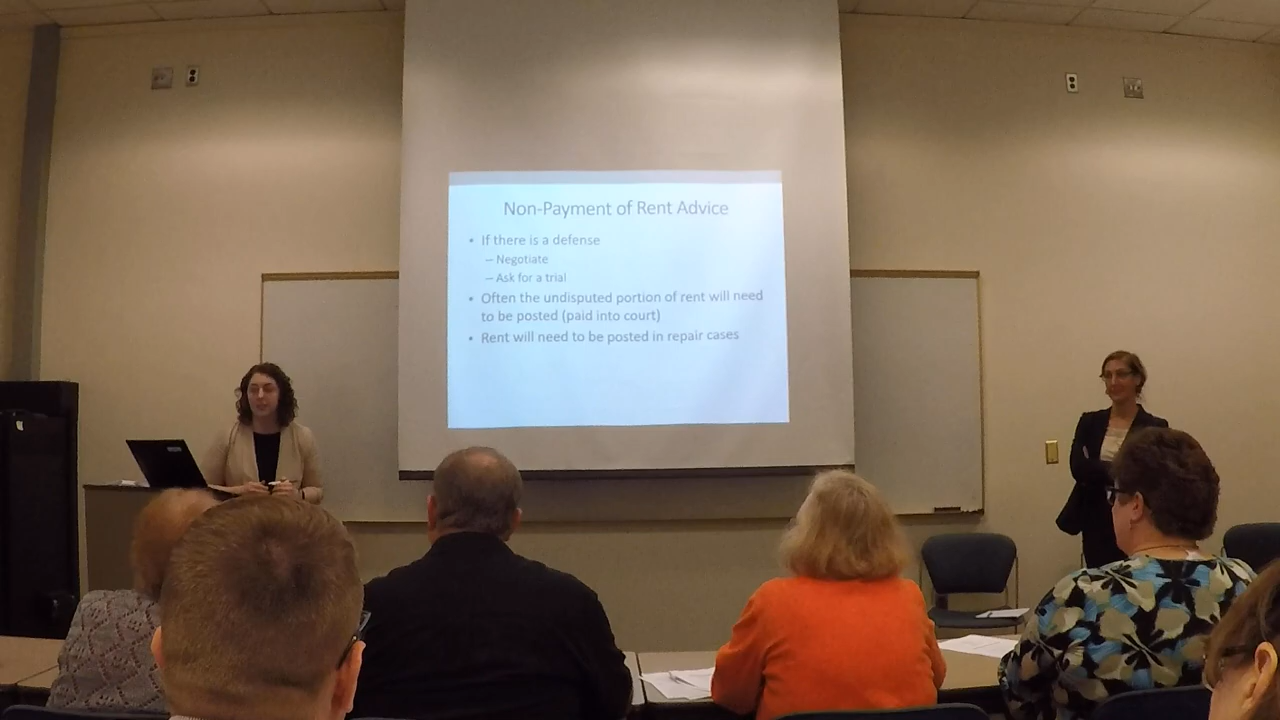 Non-Payment of Rent Advice
• If there is a defense
– Negotiate
– Ask for a trial
• Often the undisputed portion of rent will need
to be posted (paid into court)
• Rent will need to be posted in repair cases